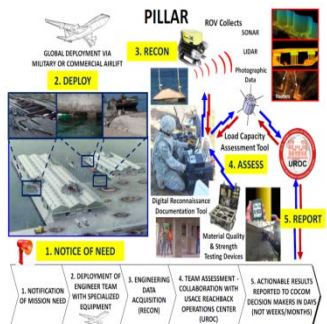 PILLAR
GLOBAL DEPLOYMENT VIA
MILITARY OR COMMERCIAL AIRLIFT
2. DEPLOY
3. RECON
ROV Collects
SONAR
LIDAR
Photographic
Data
Load Capacity
Assessment Tool
UROC
4. ASSESS
Digital Reconnaissance
Documentation Tool
Material Quality
& Strength
Testing Devices
5. REPORT
1. NOTICE OF NEED
1. NOTIFICATION
OF MISSION NEED
2. DEPLOYMENT OF
ENGINEER TEAM
WITH SPECIALIZED
EQUIPMENT
3. ENGINEERING
DATA
ACQUISITION
(RECON)
4. TEAM ASSESSMENT -
COLLABORATION WITH
USACE REACHBACK
OPERATIONS CENTER
(UROC)
5. ACTIONABLE RESULTS
REPORTED TO COCOM
DECISION MAKERS IN DAYS
(NOT WEEKS/MONTHS)